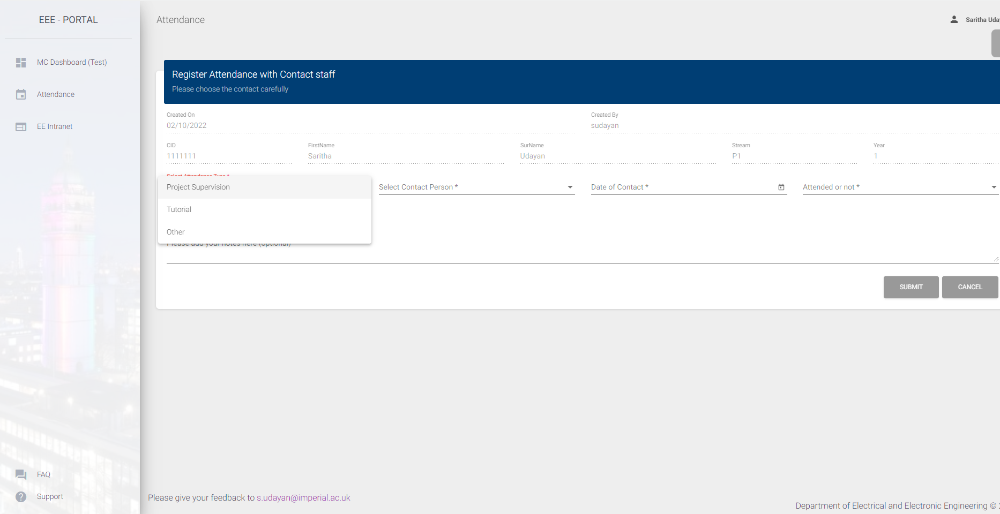 EEE - PORTAL
Attendance
Saritha Uday
MC Dashboard (Test)
Attendance
EE Intranet
Register Attendance with Contact staff
Please choose the contact carefully
Created On
Created By
02/10/2022
sudayan
CID
FirstName
SurName
Stream
Year
1111111
Saritha
Udayan
P1
1
Select Attendance Type *
Project Supervision
Select Contact Person *
Date of Contact *
Attended or not *
Tutorial
Other
Please add your notes here (optional)
SUBMIT
CANCEL
FAQ
Support
Please give your feedback to s.udayan@imperial.ac.uk
Department of Electrical and Electronic Engineering ©